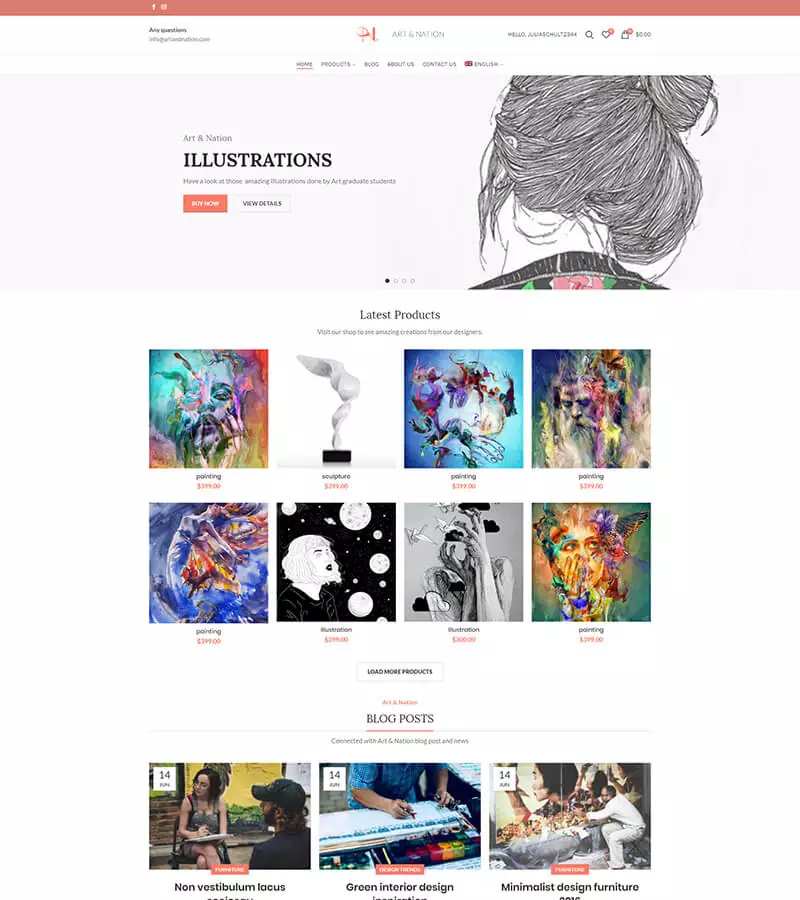 Any questions
info@artandnation.com
ART & NATION
HELLO, JULIASCHULTZ344
0
0
$0.00
HOME
PRODUCTS
BLOG
ABOUT US
CONTACT US
ENGLISH
Art & Nation
ILLUSTRATIONS
Have a look at those amazing Illustrations done by Art graduate students
BUY NOW
VIEW DETAILS
Latest Products
Visit our shop to see amazing creations from our designers.
painting
$399.00
sculpture
$399.00
painting
$399.00
painting
$399.00
painting
$399.00
illustration
$299.00
Illustration
$300.00
painting
$399.00
LOAD MORE PRODUCTS
Art & Nation
BLOG POSTS
Connected with Art & Nation blog post and news
14
JUN
14
JUN
14
JUN
FURNITURE
DESIGN TRENDS
FURNITURE
Non vestibulum lacus
Green interior design
Minimalist design furniture